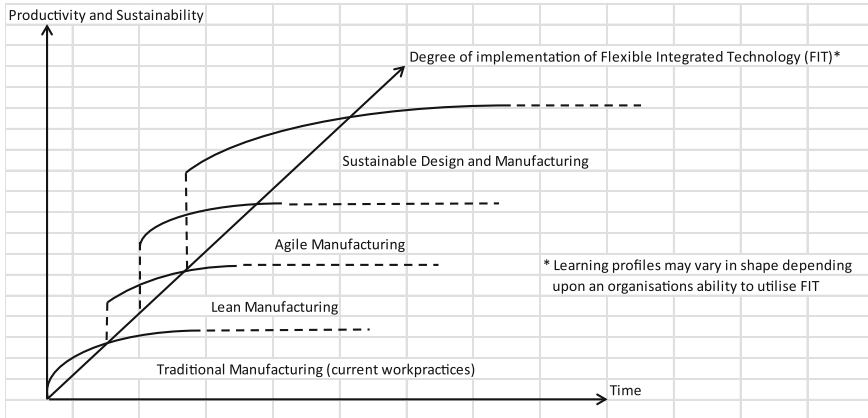 Productivity and Sustainability
Degree of implementation of Flexible Integrated Technology (FIT)*
Sustainable Design and Manufacturing
Agile Manufacturing
* Learning profiles may vary in shape depending
upon an organisations ability to utilise FIT
Lean Manufacturing
Traditional Manufacturing (current workpractices)
Time